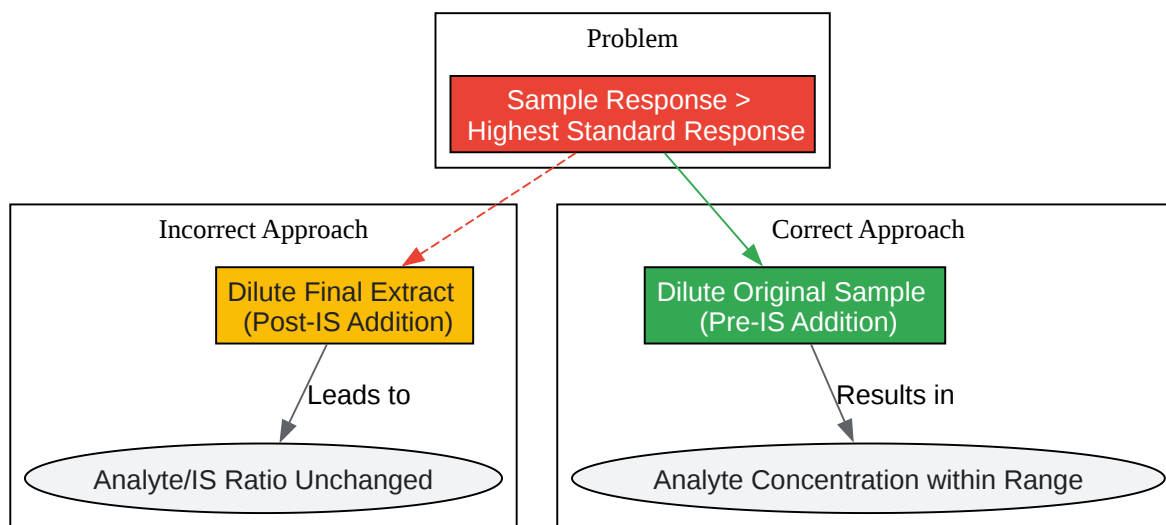 Problem
Sample Response >
Highest Standard Response
Incorrect Approach
Correct Approach
Dilute Final Extract
(Post-IS Addition)
Dilute Original Sample
(Pre-IS Addition)
Leads to
Results in
Analyte/IS Ratio Unchanged
Analyte Concentration within Range